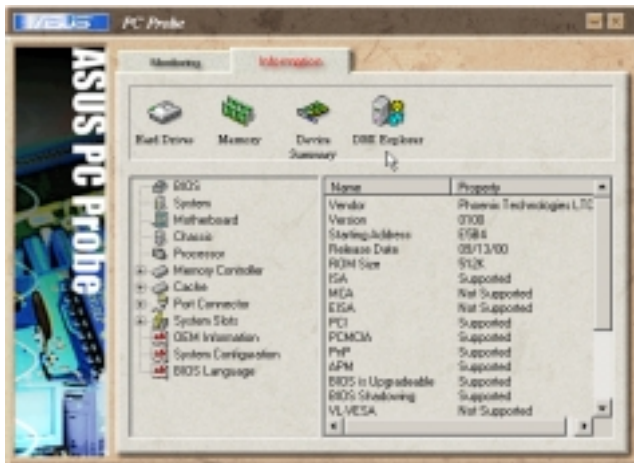 ASUS PC Probe
ASUS PC Probe
Monitoring Information
Hard Drives Memory Device Summary DMI Explorer
BIOS
System
Motherboard
Chassis
Processor
Memory Controller
Cache
Port Connector
System Slots
OEM Information
System Configuration
BIOS Language
Name Property
Vendor Phoenix Technologies LTD
Version 0100
Starting Address E5B4
Release Date 09/13/00
ROM Size 512K
ISA Supported
MCA Not Supported
EISA Not Supported
PCI Supported
PCMCIA Supported
PnP Supported
APM Supported
BIOS is Upgradeable Supported
BIOS Shadowing Supported
VL-VESA Not Supported